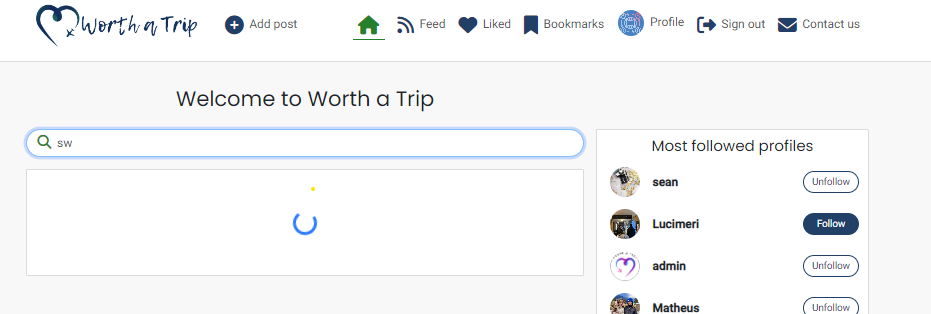 Worth a Trip
Add post
Feed
Liked
Bookmarks
Profile
Sign out
Contact us
Welcome to Worth a Trip
sw
Most followed profiles
sean
Unfollow
Lucimeri
Follow
admin
Unfollow
Matheus
Unfollow